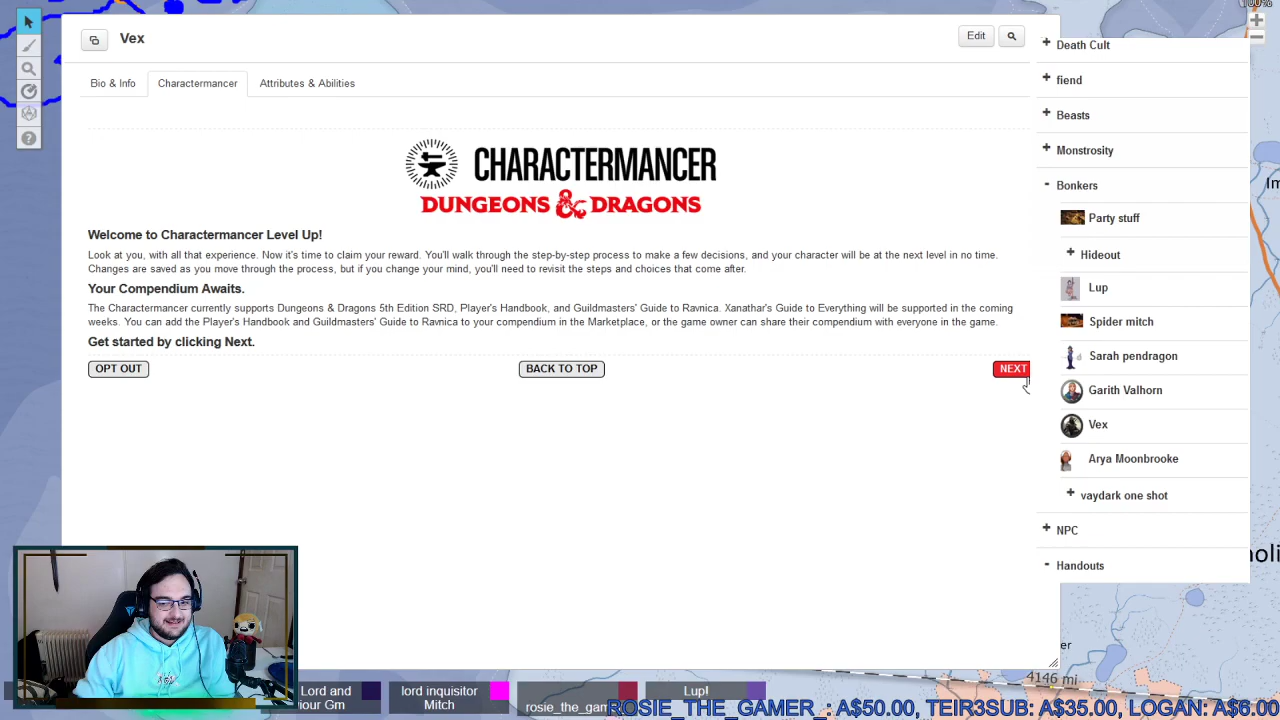 100%
Vex
Edit
Bio & Info
Charactermancer
Attributes & Abilities
CHARACTERMANCER
DUNGEONS & DRAGONS
Welcome to Charactermancer Level Up!
Look at you, with all that experience. Now it's time to claim your reward. You'll walk through the step-by-step process to make a few decisions, and your character will be at the next level in no time.
Changes are saved as you move through the process, but if you change your mind, you'll need to revisit the steps and choices that come after.
Your Compendium Awaits.
The Charactermancer currently supports Dungeons & Dragons 5th Edition SRD, Player's Handbook, and Guildmasters' Guide to Ravnica. Xanathar's Guide to Everything will be supported in the coming
weeks. You can add the Player's Handbook and Guildmasters' Guide to Ravnica to your compendium in the Marketplace, or the game owner can share their compendium with everyone in the game.
Get started by clicking Next.
OPT OUT
BACK TO TOP
NEXT
Death Cult
fiend
Beasts
Monstrosity
Bonkers
Party stuff
Hideout
Lup
Spider mitch
Sarah pendragon
Garith Valhorn
Vex
Arya Moonbrooke
vaydark one shot
NPC
Handouts
4146 mi
Lord and
viour Gm
lord inquisitor
Mitch
rosie_the_gam
Lup!
ROSIE_THE_GAMER_: A$50.00, TEIR3SUB: A$35.00, LOGAN: A$6.00